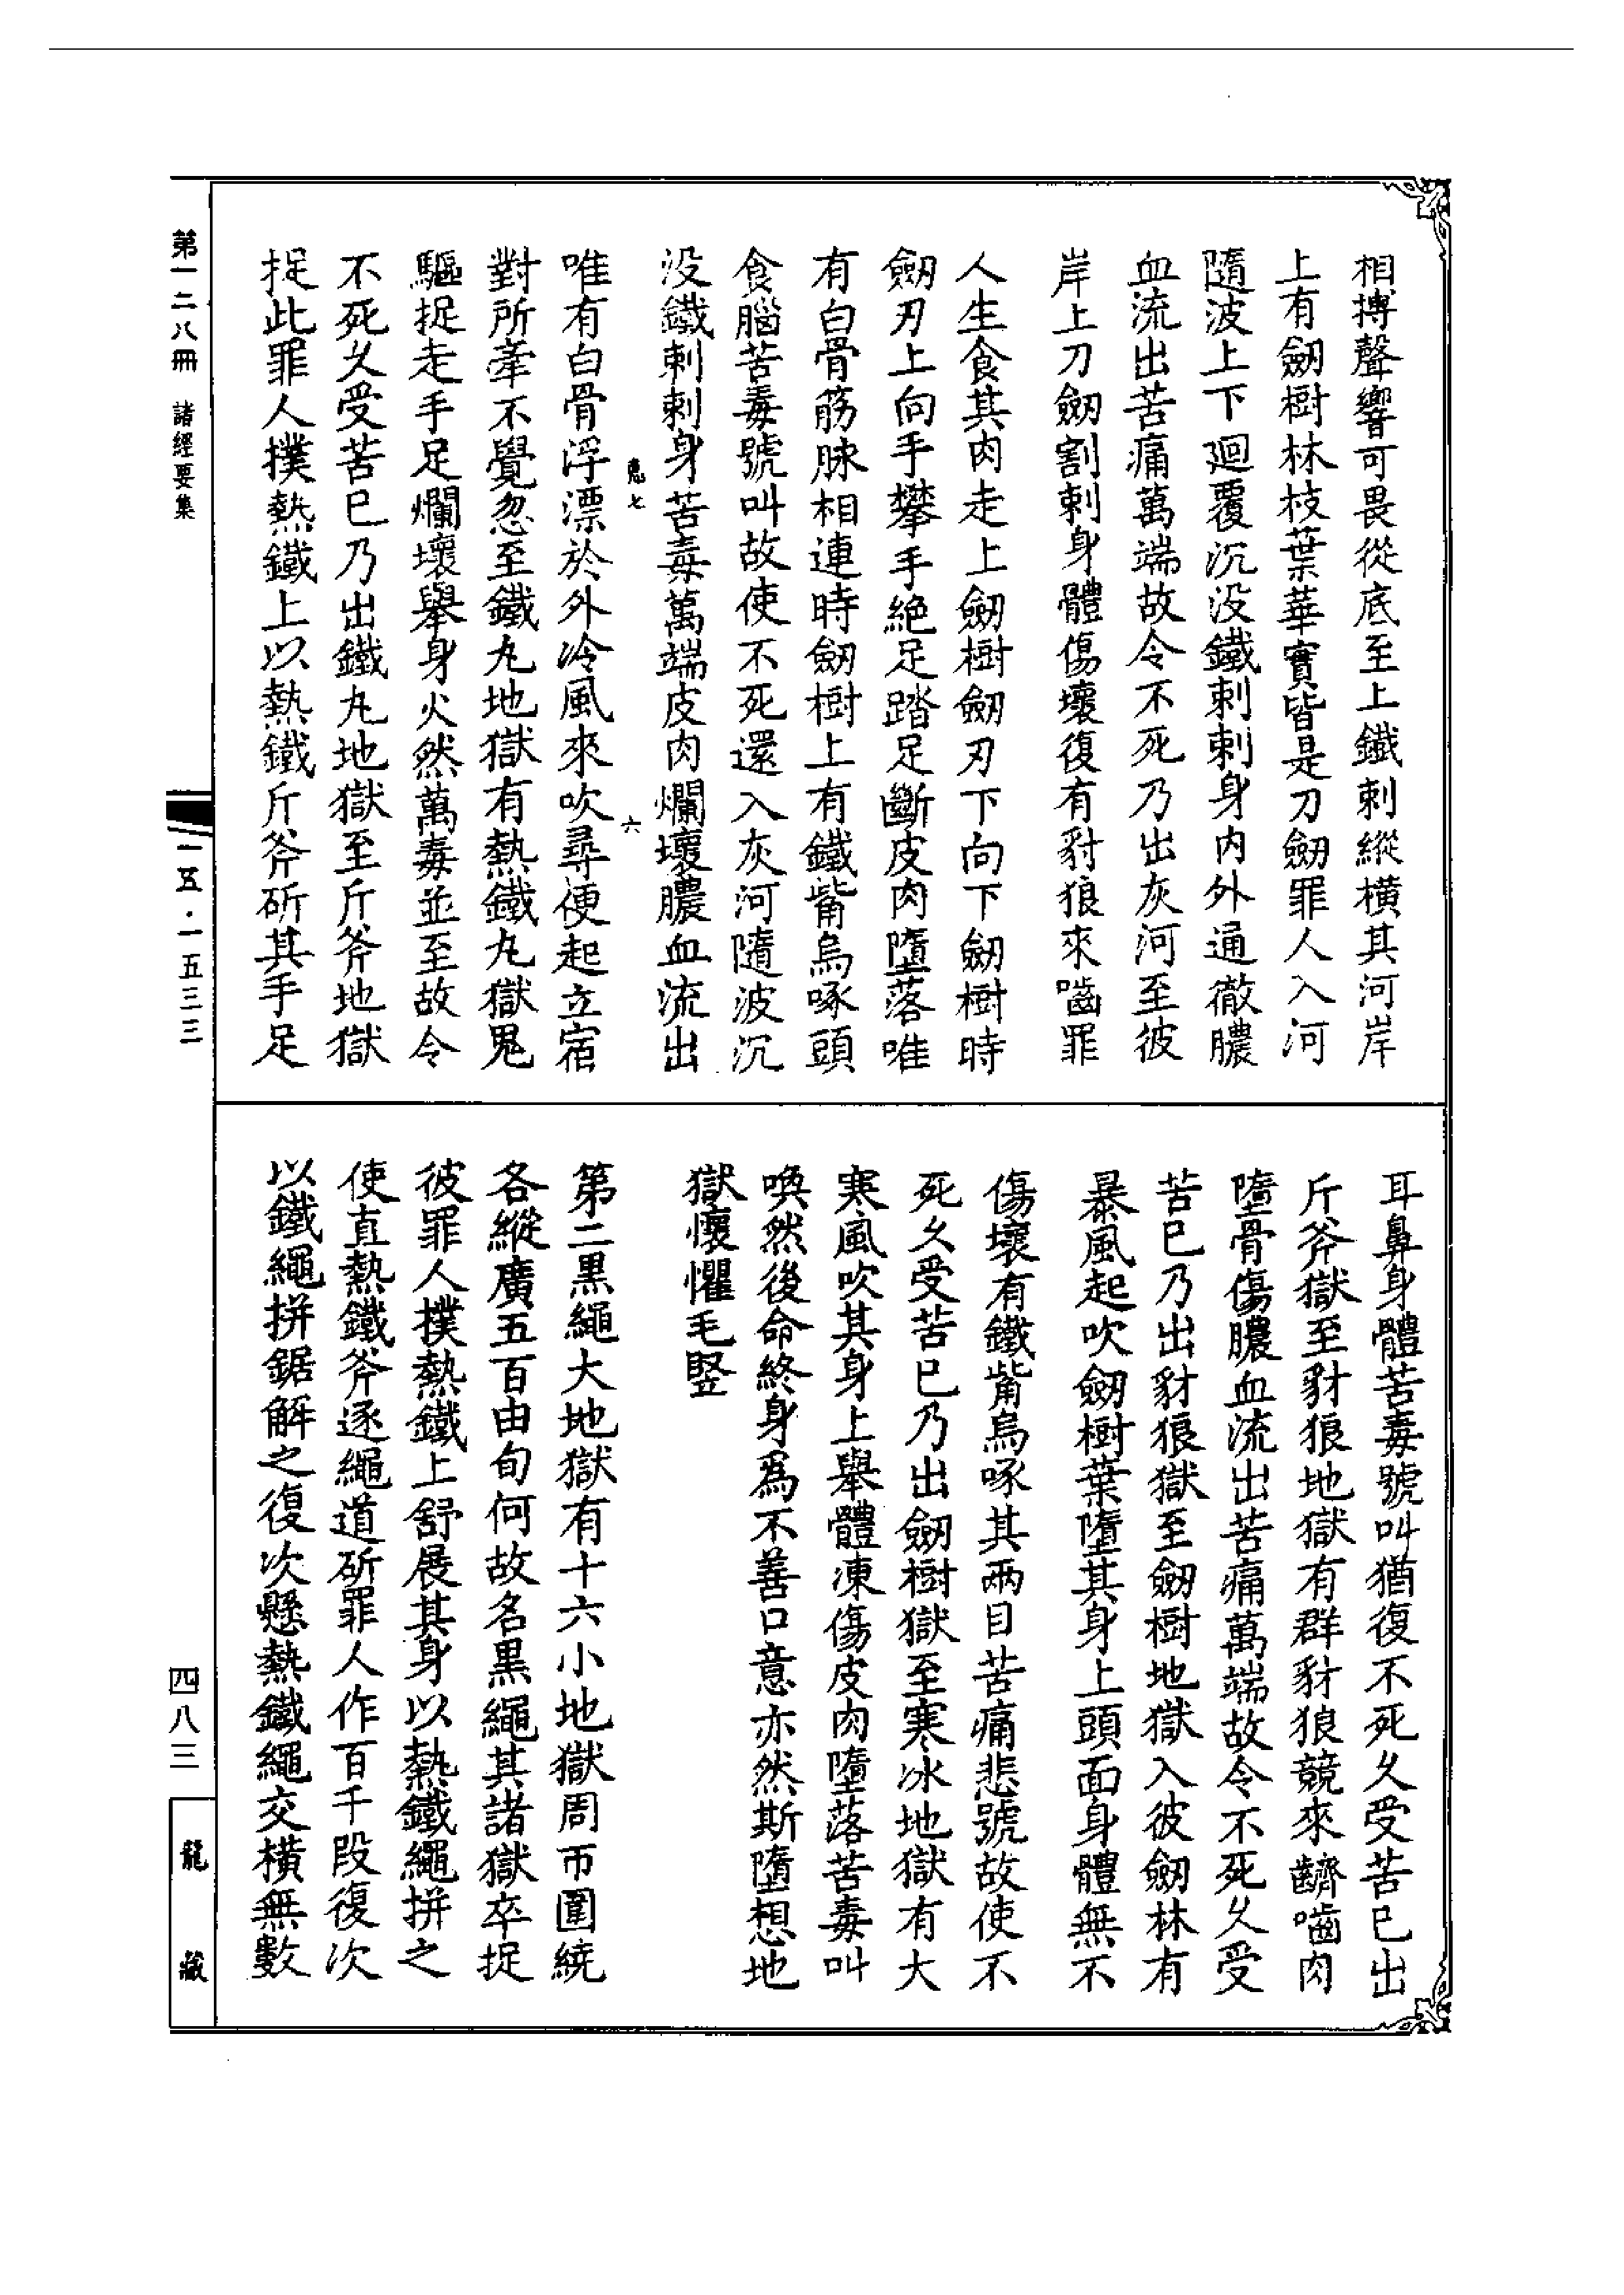 相搏聲響可畏從底至上鐵刺縱橫其河岸
上有劒樹林枝葉華實皆是刀劒罪人入河
隨波上下廻覆沉没鐵刺刺身内外通徹膿
血流出苦痛萬端故令不死乃出灰河至彼
岸上刀劒割刺身體傷壞復有豺狼來嚙罪
人生食其肉走上劒樹劒刃下向下劒樹時
劒刃上向手攀手絶足踏足斷皮肉墮落唯
有白骨筋脉相連時劒樹上有鐵觜烏啄頭
食腦苦毒號叫故使不死還入灰河隨波沉
没鐵刺刺身苦毒萬端皮肉爛壞膿血流出
嵬七 六
唯有白骨浮漂於外冷風來吹尋便起立宿
對所牽不覺忽至鐵丸地獄有熱鐵丸獄鬼
驅捉走手足爛壞舉身火然萬毒並至故令
不死久受苦已乃出鐵丸地獄至斤斧地獄
捉此罪人撲熱鐵上以熱鐵斤斧斫其手足
耳鼻身體苦毒號叫猶復不死久受苦已出
斤斧獄至豺狼地獄有群豺狼競來齩嚙肉
墮骨傷膿血流出苦痛萬端故令不死久受
苦已乃出豺狼獄至劒樹地獄入彼劒林有
暴風起吹劒樹葉墮其身上頭面身體無不
傷壞有鐵觜烏啄其兩目苦痛悲號故使不
死久受苦已乃出劒樹獄至寒冰地獄有大
寒風吹其身上舉體凍傷皮肉墮落苦毒叫
喚然後命終身爲不善口意亦然斯墮想地
獄懷懼毛竪
第二黑繩大地獄有十六小地獄周帀圍繞
各縱廣五百由旬何故名黑繩其諸獄卒捉
彼罪人撲熱鐵上舒展其身以熱鐵繩拼之
使直熱鐵斧逐繩道斫罪人作百千段復次
以鐵繩拼鋸解之復次懸熱鐵繩交橫無數
第一二八冊 諸經要集
一五·一五三三
四八三
龍藏